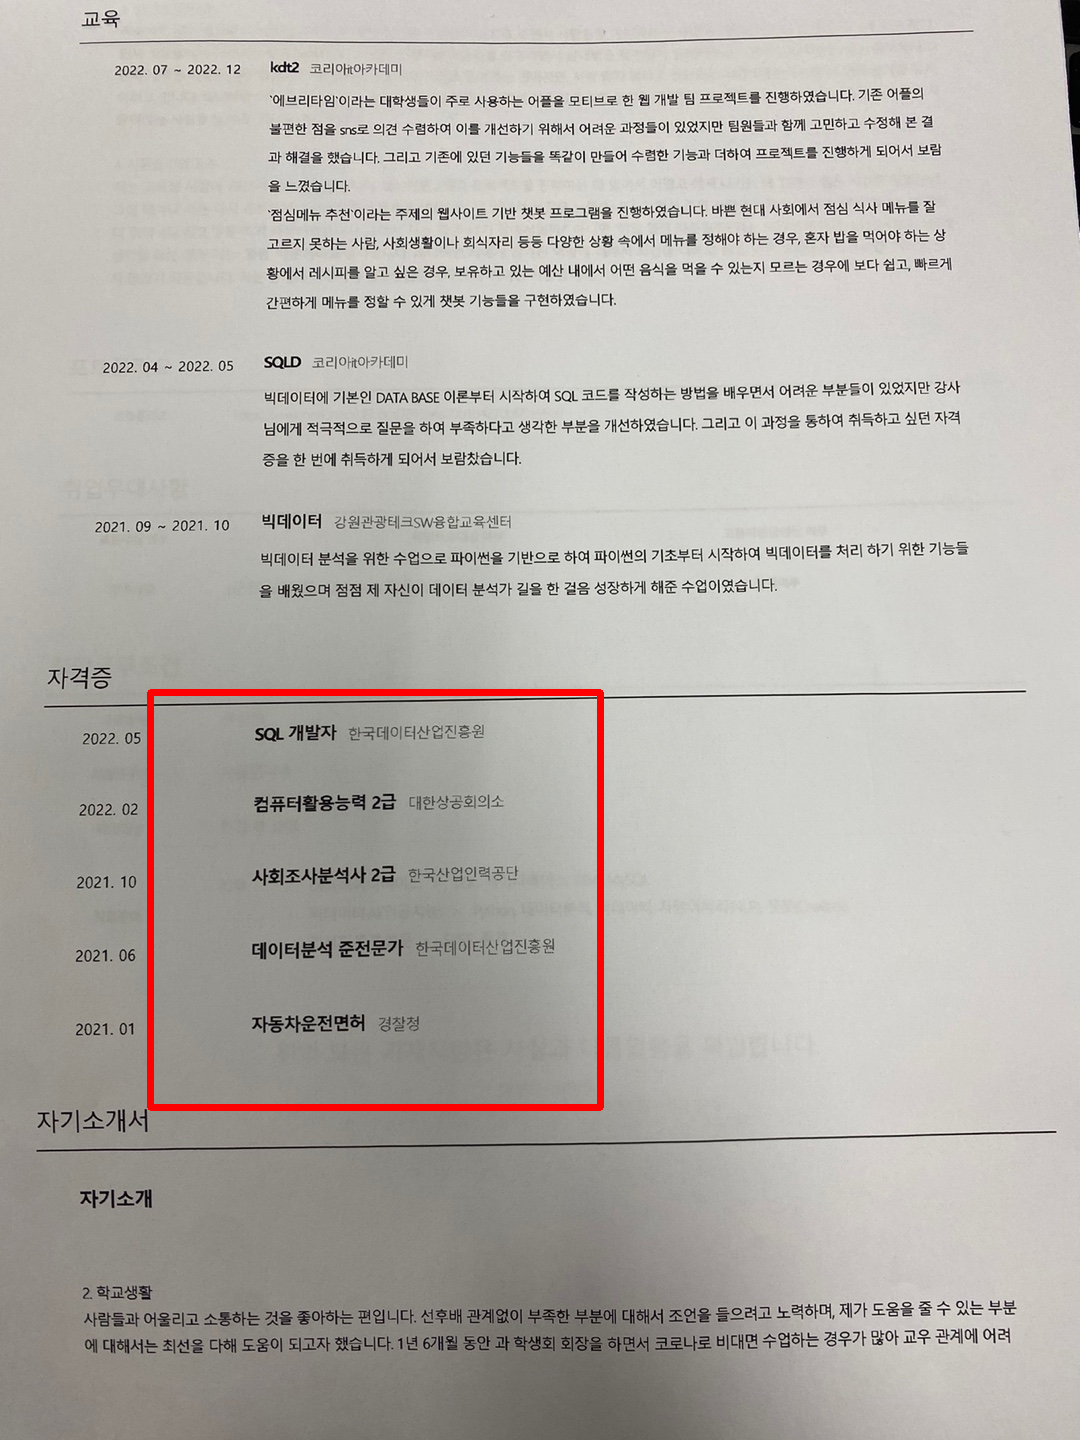 교육
2022. 07 ~ 2022. 12 kdt2 코리아it아카데미
'에브리타임'이라는 대학생들이 주로 사용하는 어플을 모티브로 한 웹 개발 팀 프로젝트를 진행하였습니다. 기존 어플의
불편한 점을 sns로 의견 수렴하여 이를 개선하기 위해서 어려운 과정들이 있었지만 팀원들과 함께 고민하고 수정해 본 결
과 해결을 했습니다. 그리고 기존에 있던 기능들을 똑같이 만들어 수렴한 기능과 더하여 프로젝트를 진행하게 되어서 보람
을 느꼈습니다.
'점심메뉴 추천'이라는 주제의 웹사이트 기반 챗봇 프로그램을 진행하였습니다. 바쁜 현대 사회에서 점심 식사 메뉴를 잘
고르지 못하는 사람, 사회생활이나 회식자리 등등 다양한 상황 속에서 메뉴를 정해야 하는 경우, 혼자 밥을 먹어야 하는 상
황에서 레시피를 알고 싶은 경우, 보유하고 있는 예산 내에서 어떤 음식을 먹을 수 있는지 모르는 경우에 보다 쉽고, 빠르게
간편하게 메뉴를 정할 수 있게 챗봇 기능들을 구현하였습니다.
2022. 04 ~ 2022. 05 SQLD 코리아it아카데미
빅데이터에 기본인 DATA BASE 이론부터 시작하여 SQL 코드를 작성하는 방법을 배우면서 어려운 부분들이 있었지만 강사
님에게 적극적으로 질문을 하여 부족하다고 생각한 부분을 개선하였습니다. 그리고 이 과정을 통하여 취득하고 싶던 자격
증을 한 번에 취득하게 되어서 보람찼습니다.
2021. 09 ~ 2021. 10 빅데이터 강원관광테크SW융합교육센터
빅데이터 분석을 위한 수업으로 파이썬을 기반으로 하여 파이썬의 기초부터 시작하여 빅데이터를 처리 하기 위한 기능들
을 배웠으며 점점 제 자신이 데이터 분석가 길을 한 걸음 성장하게 해준 수업이였습니다.
자격증
2022. 05 SQL 개발자 한국데이터산업진흥원
2022. 02 컴퓨터활용능력 2급 대한상공회의소
2021. 10 사회조사분석사 2급 한국산업인력공단
2021. 06 데이터분석 준전문가 한국데이터산업진흥원
2021. 01 자동차운전면허 경찰청
자기소개서
자기소개
2. 학교생활
사람들과 어울리고 소통하는 것을 좋아하는 편입니다. 선후배 관계없이 부족한 부분에 대해서 조언을 들으려고 노력하며, 제가 도움을 줄 수 있는 부분
에 대해서는 최선을 다해 도움이 되고자 했습니다. 1년 6개월 동안 과 학생회 회장을 하면서 코로나로 비대면 수업하는 경우가 많아 교우 관계에 어려